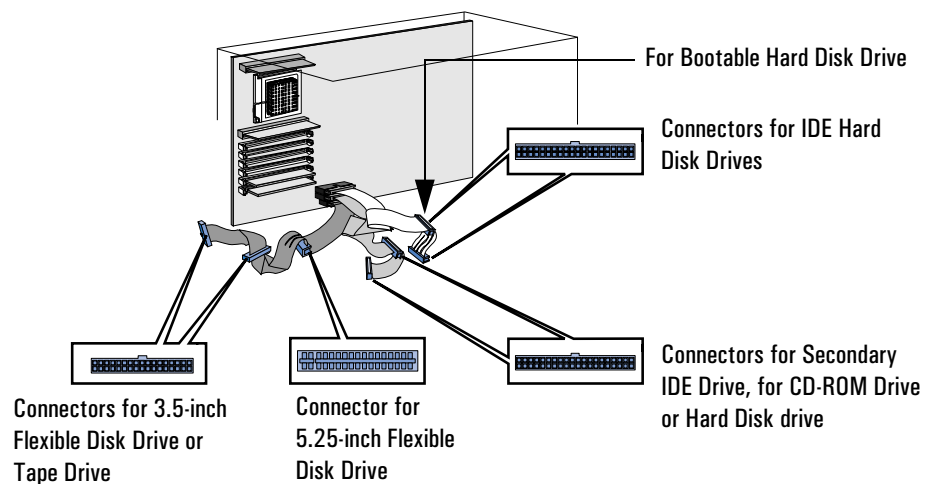 For Bootable Hard Disk Drive
Connectors for IDE Hard
Disk Drives
Connectors for Secondary
IDE Drive, for CD-ROM Drive
or Hard Disk drive
Connectors for 3.5-inch
Flexible Disk Drive or
Tape Drive
Connector for
5.25-inch Flexible
Disk Drive